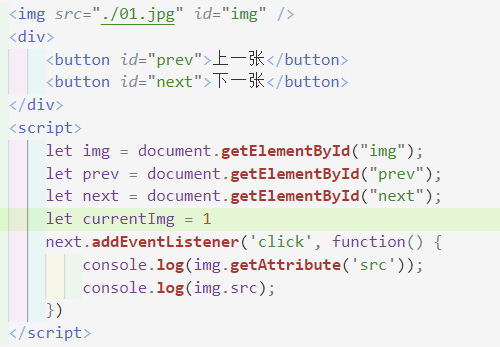 <img src="./01.jpg" id="img" />
<div>
    <button id="prev">上一张</button>
    <button id="next">下一张</button>
</div>
<script>
    let img = document.getElementById("img");
    let prev = document.getElementById("prev");
    let next = document.getElementById("next");
    let currentImg = 1
    next.addEventListener('click', function() {
        console.log(img.getAttribute('src'));
        console.log(img.src);
    })
</script>